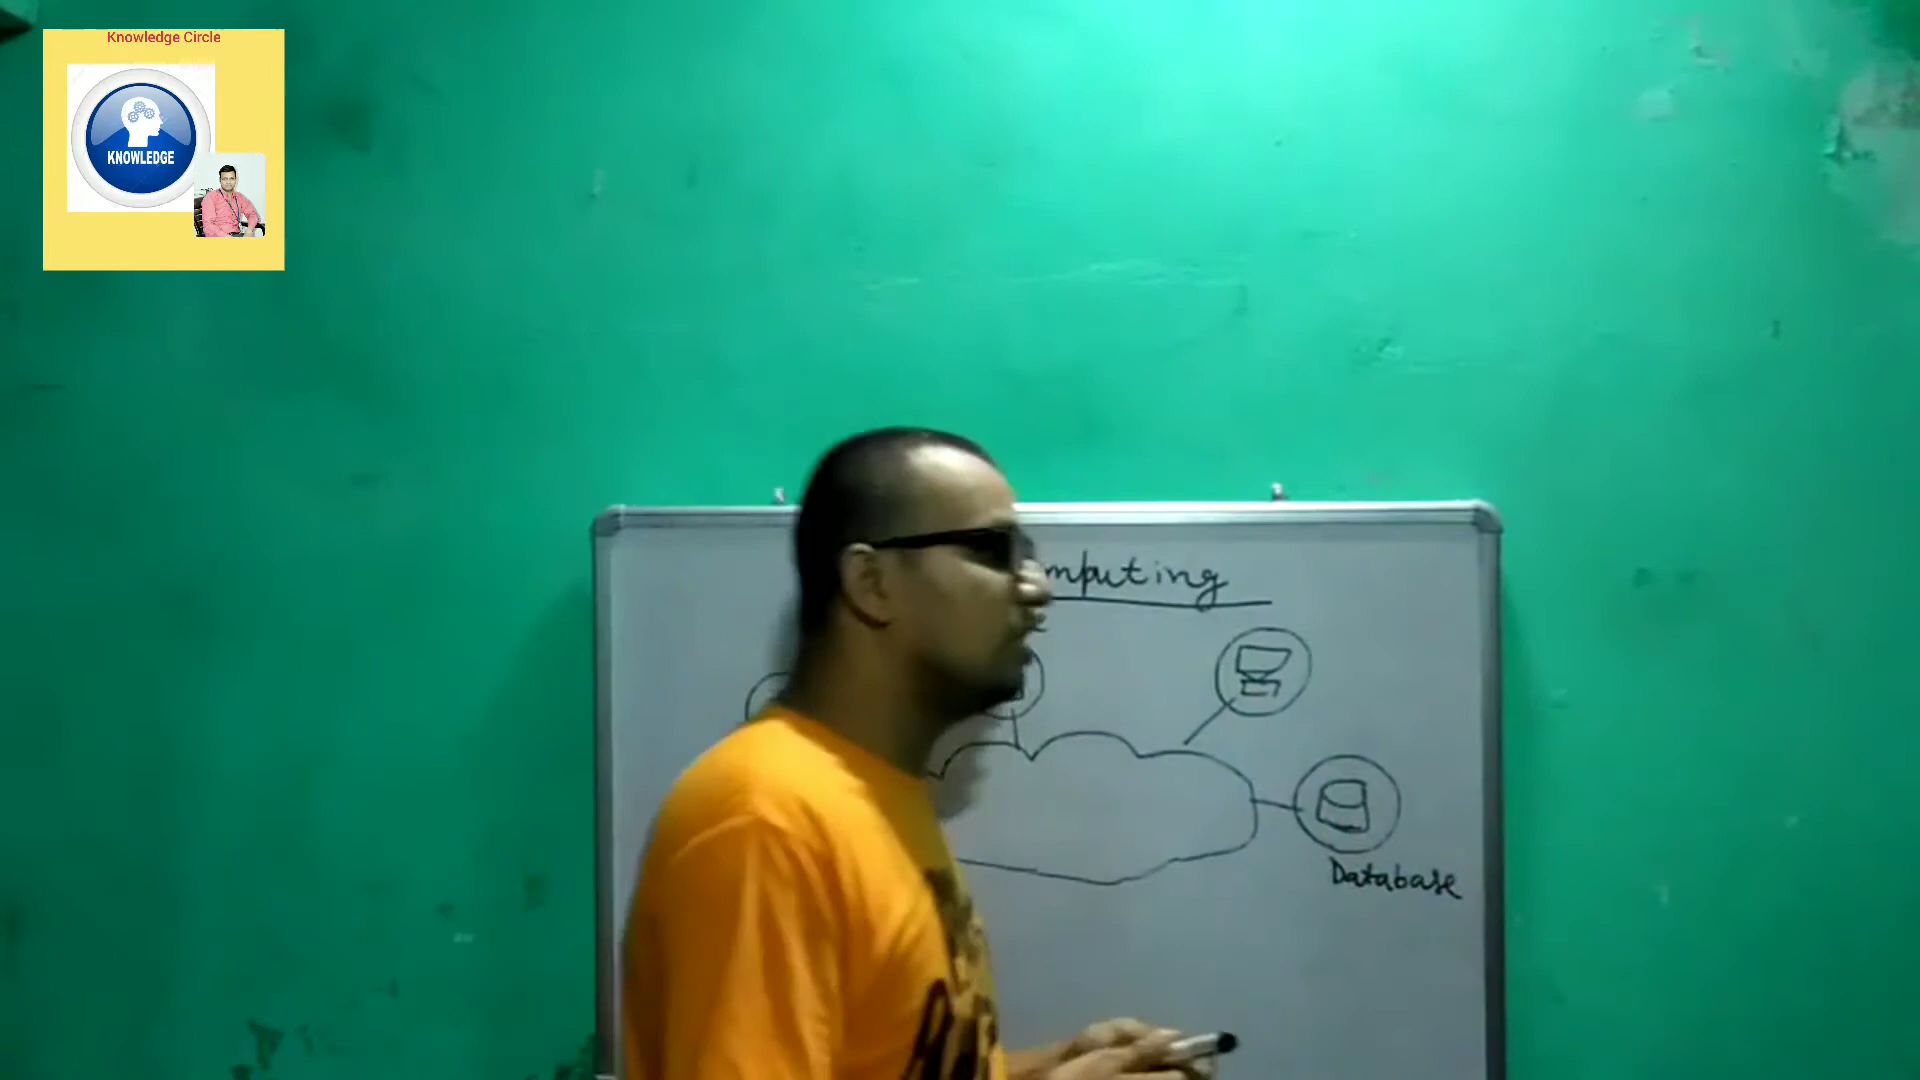 Knowledge Circle
KNOWLEDGE
mputing
Database